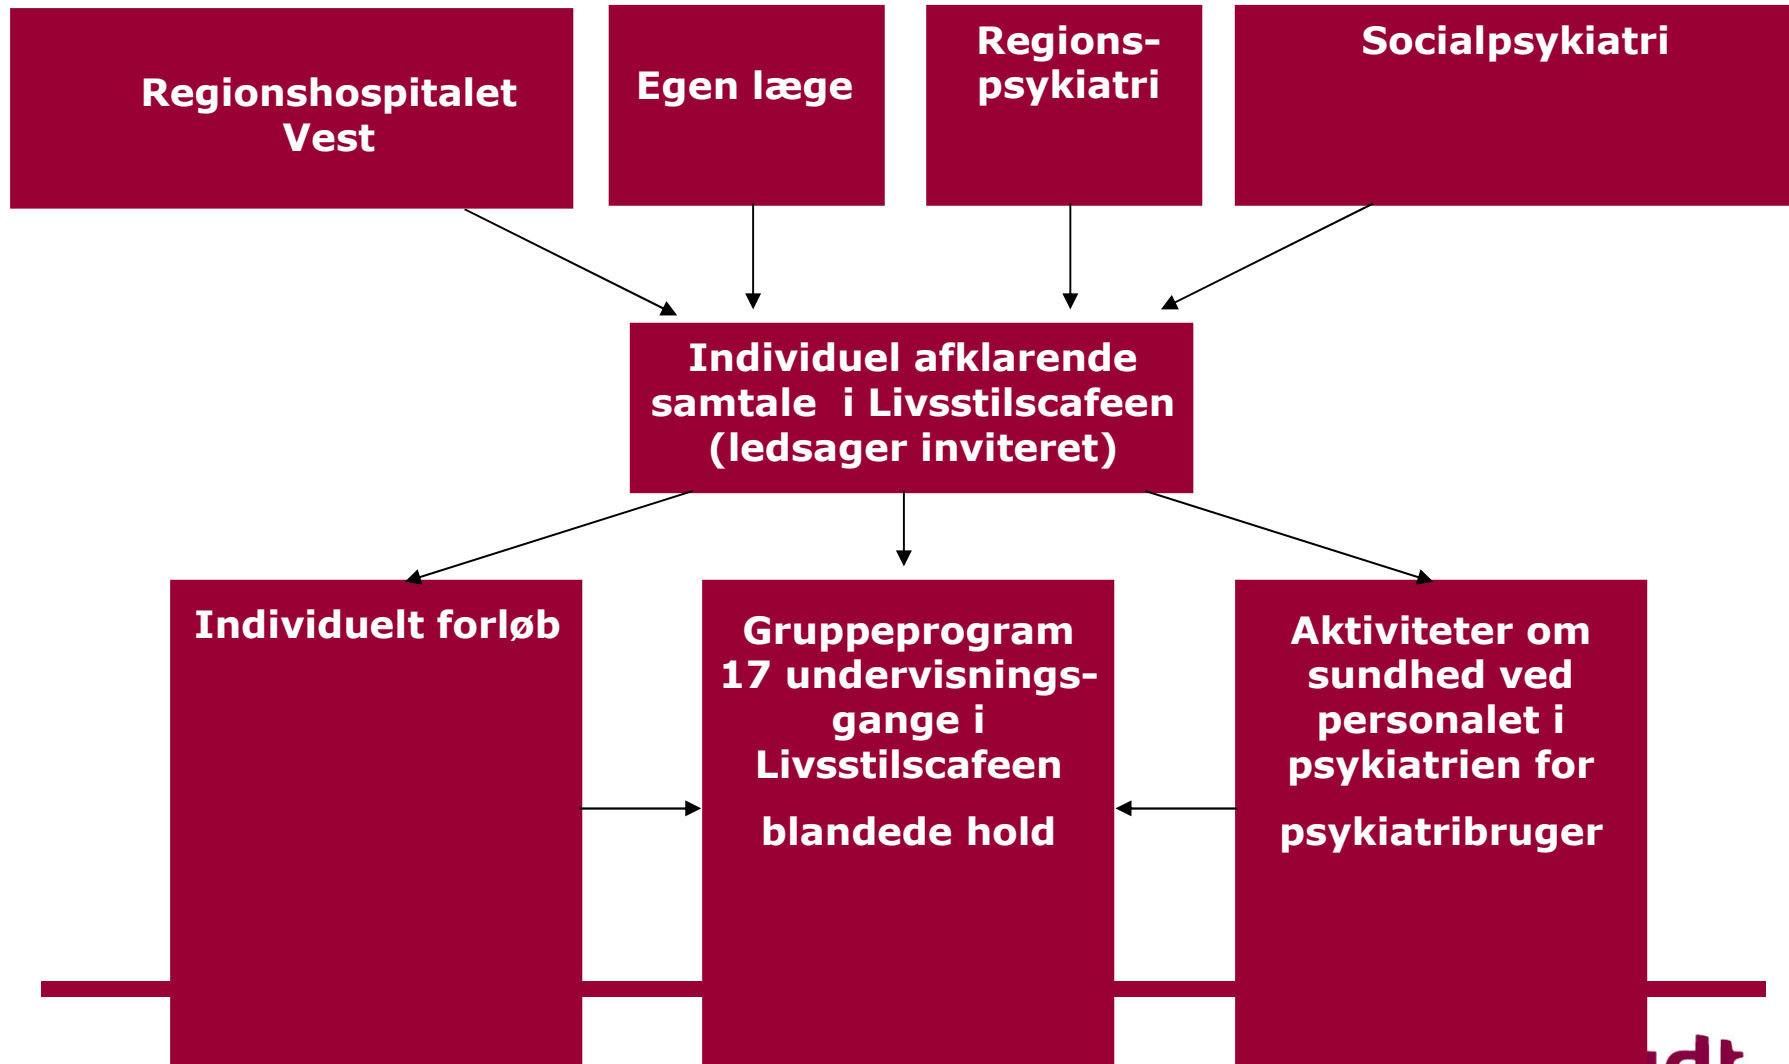 Regionshospitalet
Vest
Egen læge
Regions-
psykiatri
Socialpsykiatri
Individuel afklarende
samtale  i Livsstilscafeen
(ledsager inviteret)
Individuelt forløb
Gruppeprogram
17 undervisnings-
gange i
Livsstilscafeen
blandede hold
Aktiviteter om
sundhed ved
personalet i
psykiatrien for
psykiatribruger